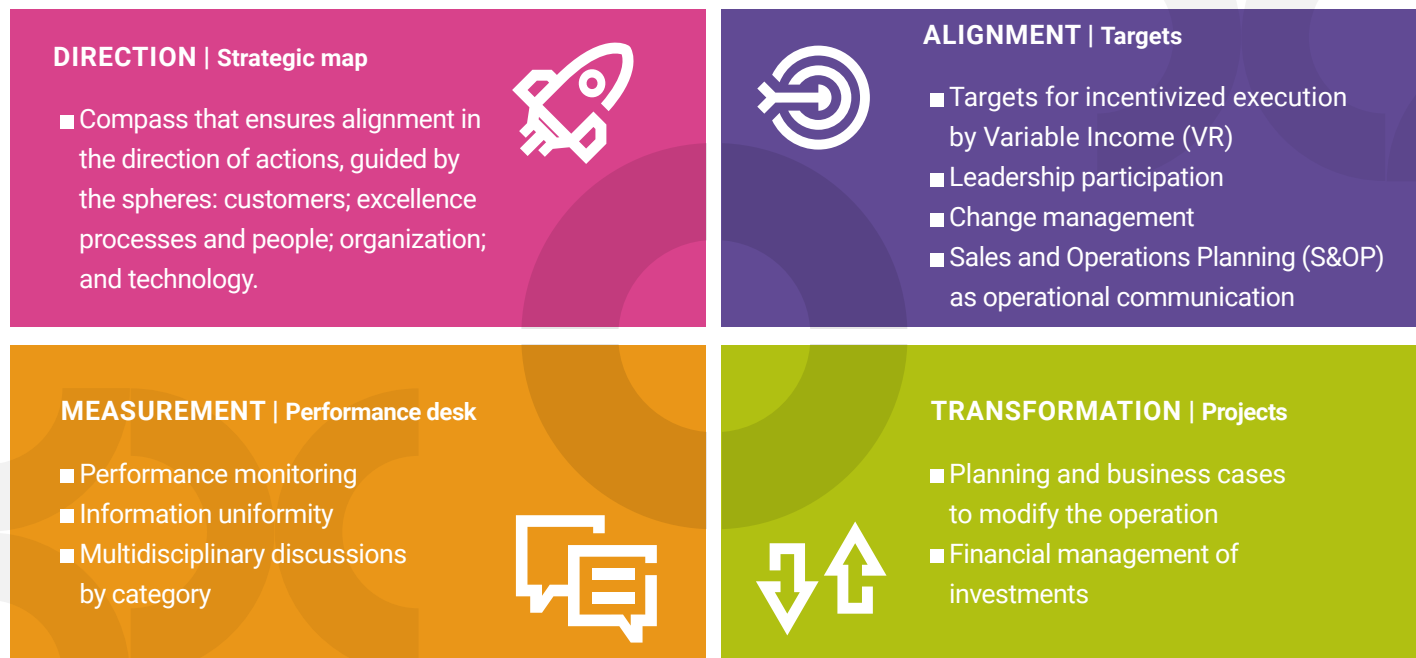 DIRECTION | Strategic map
■ Compass that ensures alignment in
the direction of actions, guided by
the spheres: customers; excellence
processes and people; organization;
and technology.
ALIGNMENT | Targets
■ Targets for incentivized execution
by Variable Income (VR)
■ Leadership participation
■ Change management
■ Sales and Operations Planning (S&OP)
as operational communication
MEASUREMENT | Performance desk
■ Performance monitoring
■ Information uniformity
■ Multidisciplinary discussions
by category
TRANSFORMATION | Projects
■ Planning and business cases
to modify the operation
■ Financial management of
investments